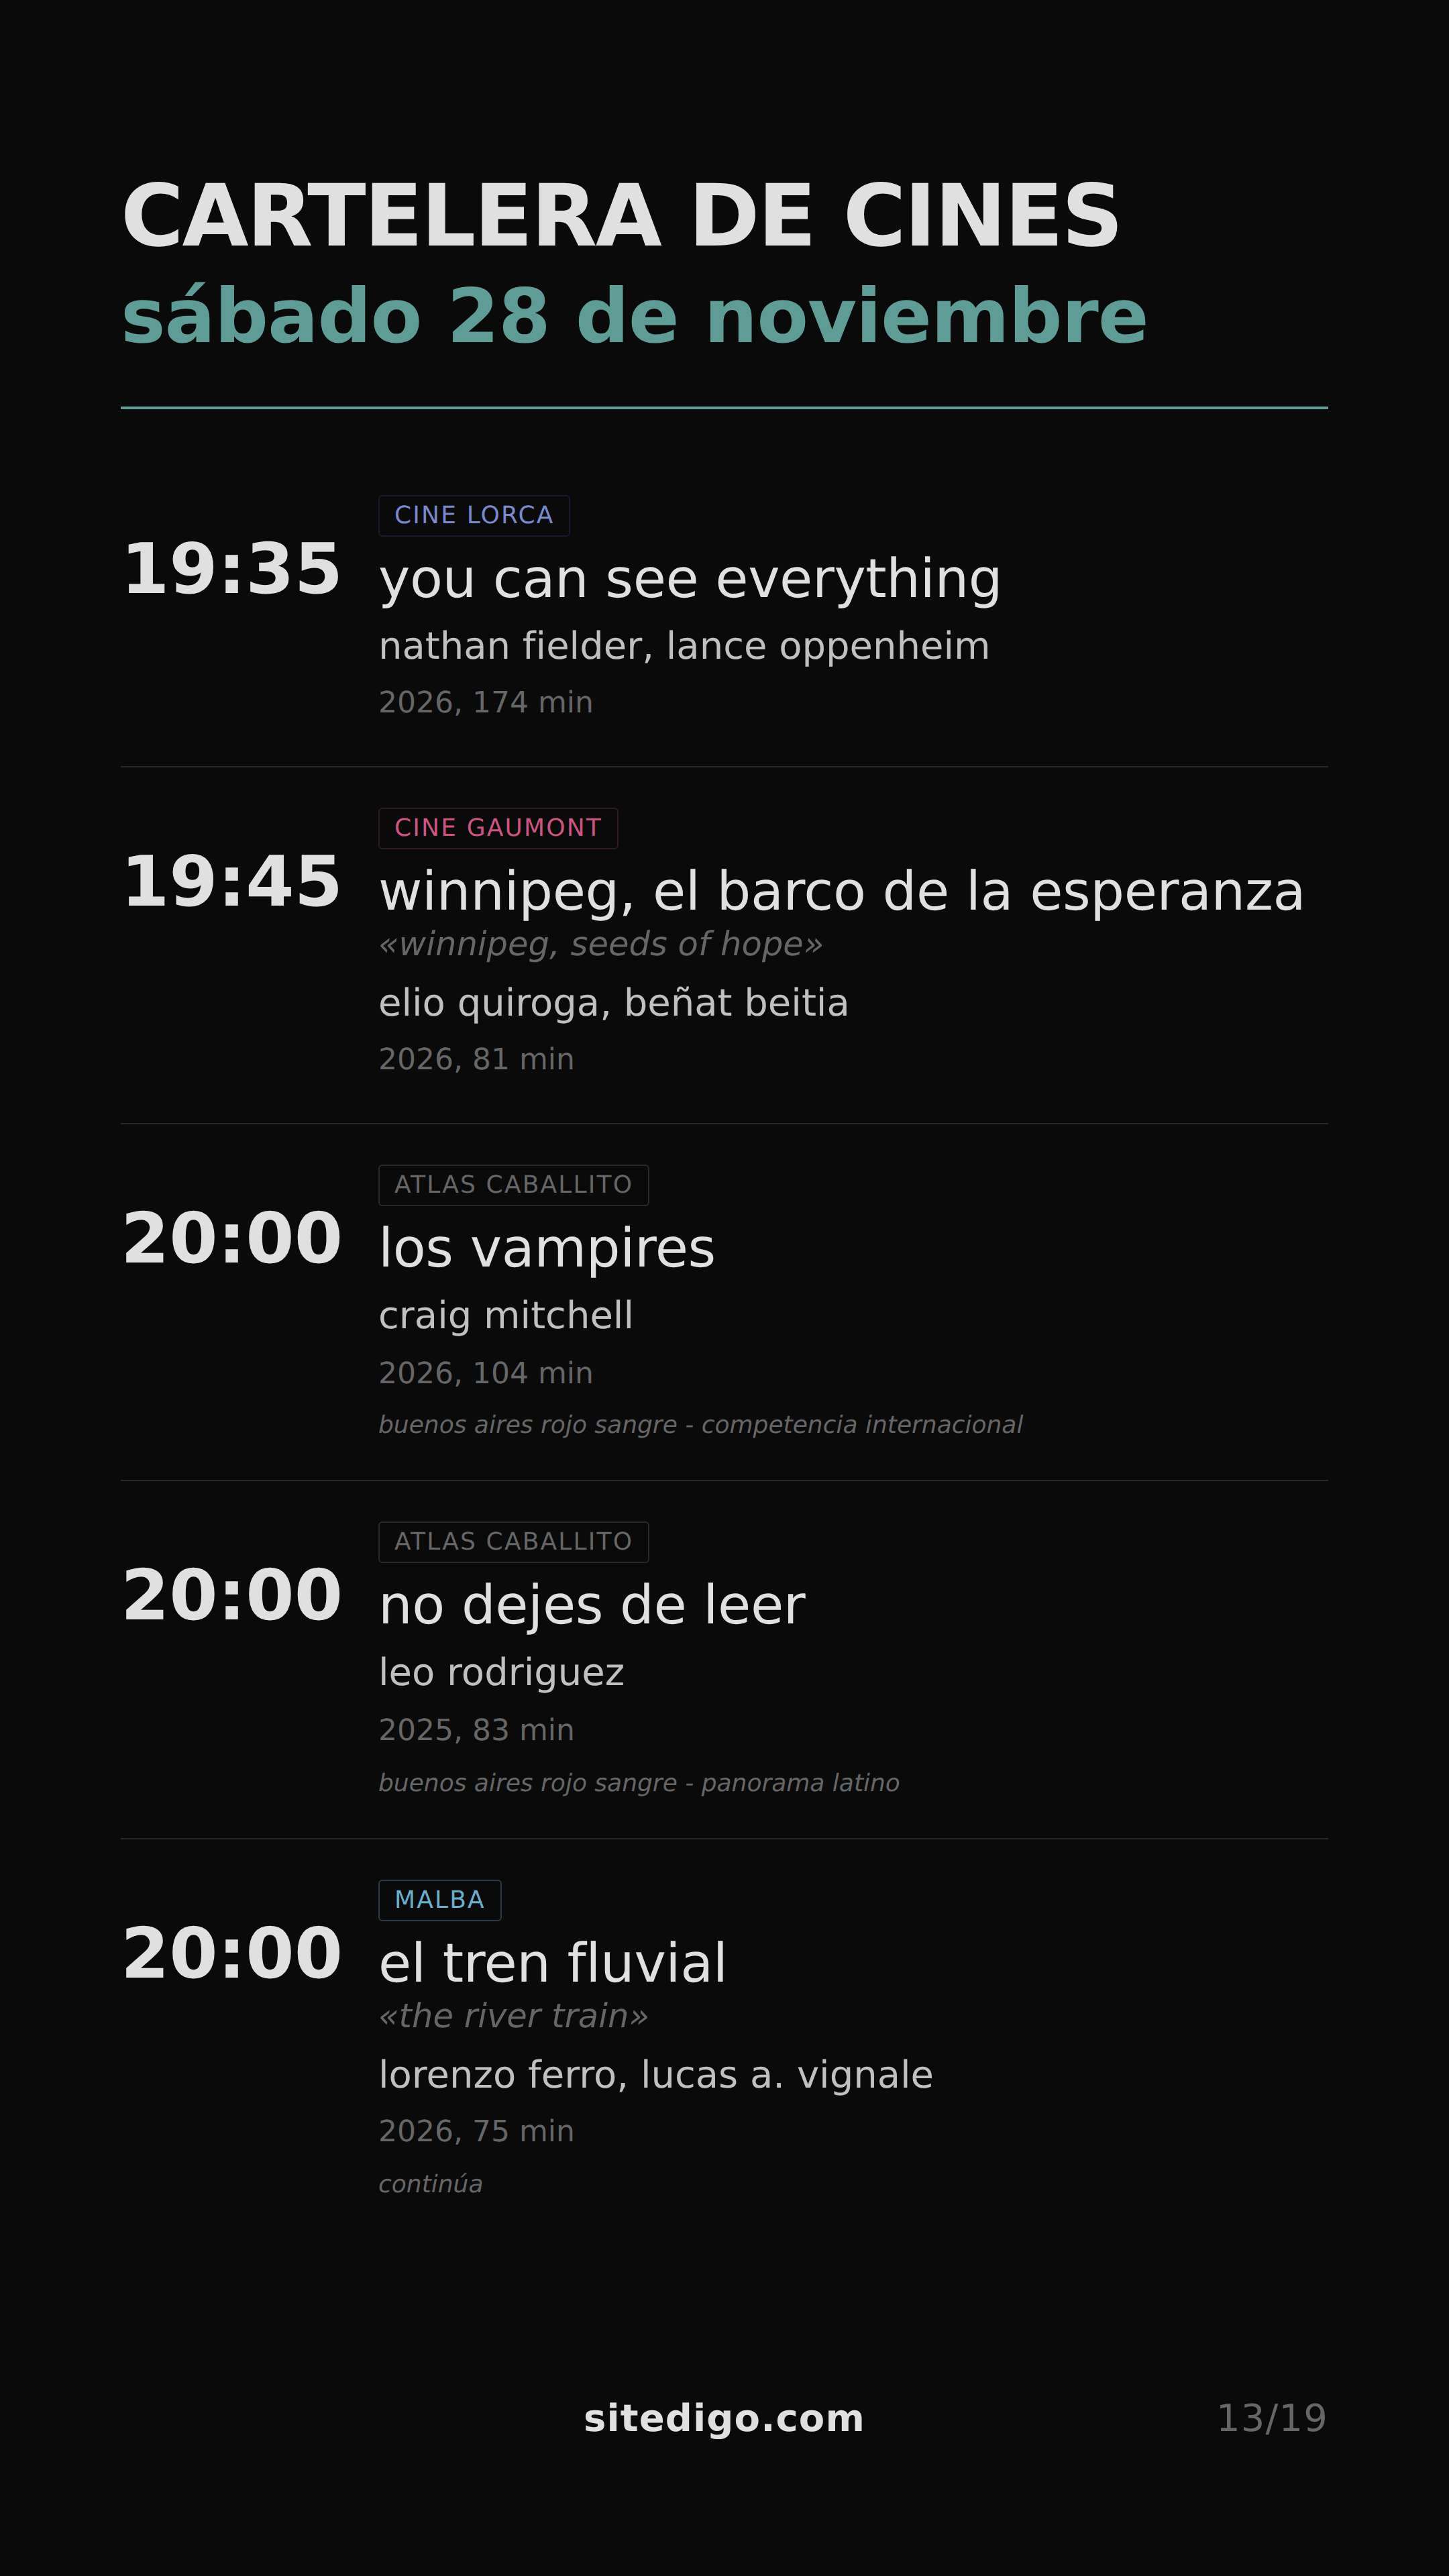 CARTELERA DE CINES
sábado 28 de noviembre
CINE LORCA
19:35
you can see everything
nathan fielder, lance oppenheim
2026, 174 min
CINE GAUMONT
19:45
winnipeg, el barco de la esperanza
«winnipeg, seeds of hope»
elio quiroga, beñat beitia
2026, 81 min
ATLAS CABALLITO
20:00
los vampires
craig mitchell
2026, 104 min
buenos aires rojo sangre - competencia internacional
ATLAS CABALLITO
20:00
no dejes de leer
leo rodriguez
2025, 83 min
buenos aires rojo sangre - panorama latino
MALBA
20:00
el tren fluvial
«the river train»
lorenzo ferro, lucas a. vignale
2026, 75 min
continúa
sitedigo.com
13/19